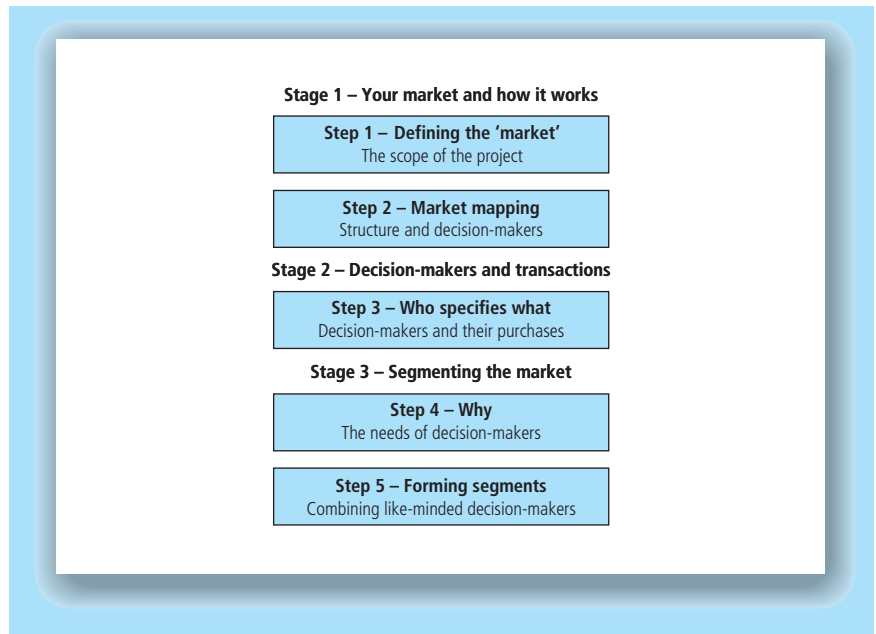 Stage 1 – Your market and how it works
Step 1 – Defining the ‘market’
The scope of the project
Step 2 – Market mapping
Structure and decision-makers
Stage 2 – Decision-makers and transactions
Step 3 – Who specifies what
Decision-makers and their purchases
Stage 3 – Segmenting the market
Step 4 – Why
The needs of decision-makers
Step 5 – Forming segments
Combining like-minded decision-makers